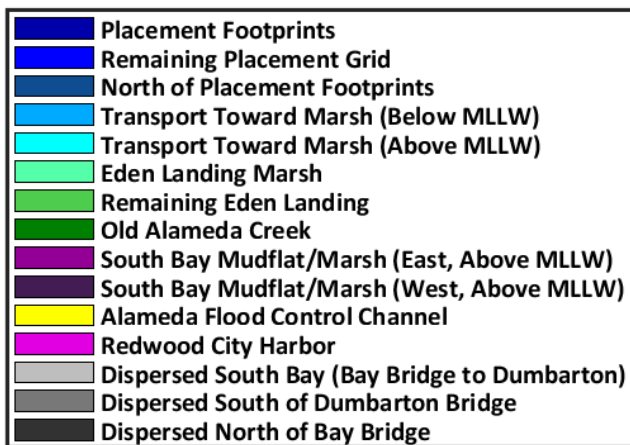 Placement Footprints
Remaining Placement Grid
North of Placement Footprints
Transport Toward Marsh (Below MLLW)
Transport Toward Marsh (Above MLLW)
Eden Landing Marsh
Remaining Eden Landing
Old Alameda Creek
South Bay Mudflat/Marsh (East, Above MLLW)
South Bay Mudflat/Marsh (West, Above MLLW)
Alameda Flood Control Channel
Redwood City Harbor
Dispersed South Bay (Bay Bridge to Dumbarton)
Dispersed South of Dumbarton Bridge
Dispersed North of Bay Bridge